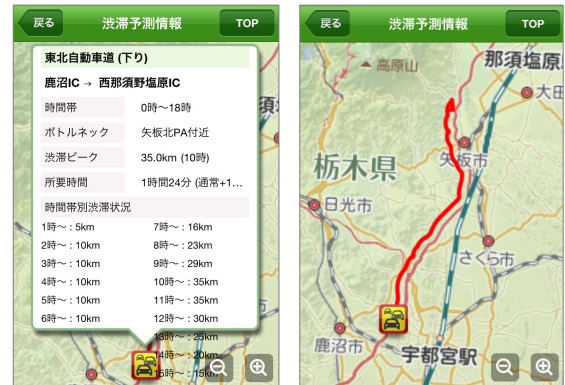 戻る 渋滞予測情報 TOP
東北自動車道 (下り)
鹿沼IC → 西那須野塩原IC
時間帯 0時～18時
ボトルネック 矢板北PA付近
渋滞ピーク 35.0km (10時)
所要時間 1時間24分 (通常+1...
時間帯別渋滞状況
1時～ : 5km 7時～ : 16km
2時～ : 10km 8時～ : 23km
3時～ : 10km 9時～ : 29km
4時～ : 10km 10時～ : 35km
5時～ : 10km 11時～ : 35km
6時～ : 10km 12時～ : 30km
13時～ : 25km
14時～ : 20km
15時～ : 15km
戻る 渋滞予測情報 TOP
那須塩原
高原山
大田
矢板市
栃木県
日光市
さくら市
鹿沼市
宇都宮駅